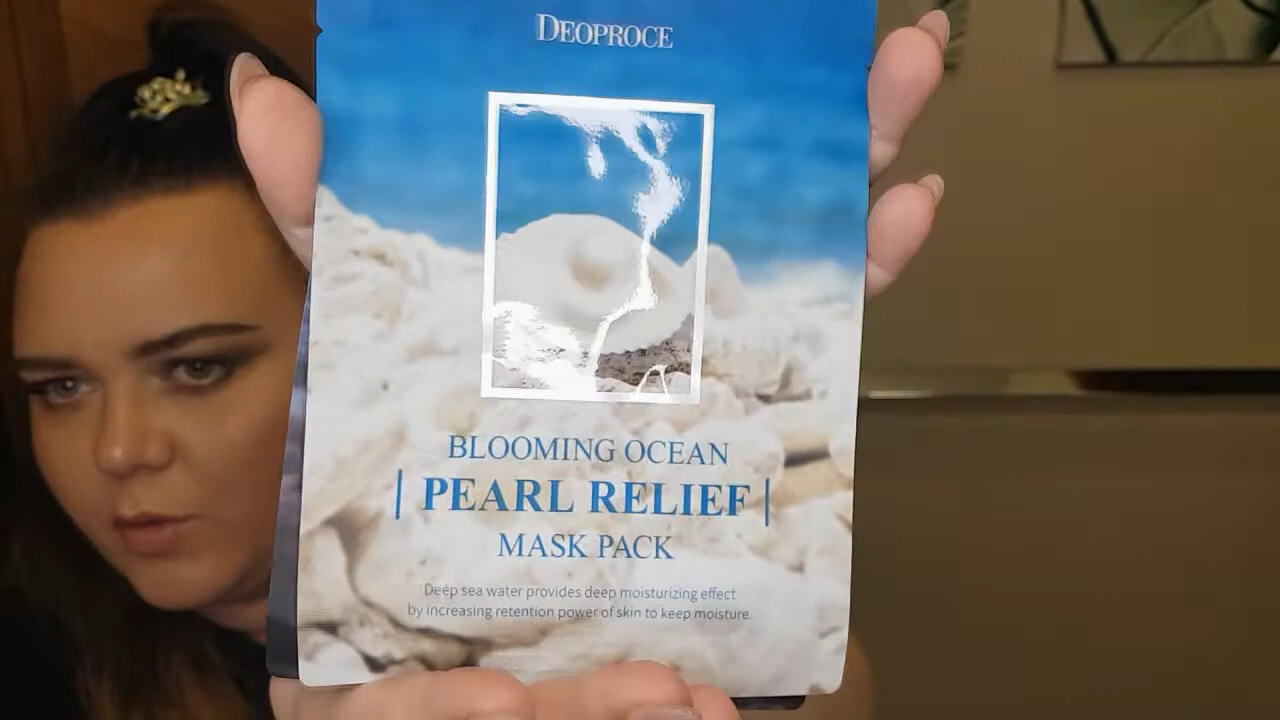 DEOPROCE
BLOOMING OCEAN
| PEARL RELIEF |
MASK PACK
Deep sea water provides deep moisturizing effect
by increasing retention power of skin to keep moisture.